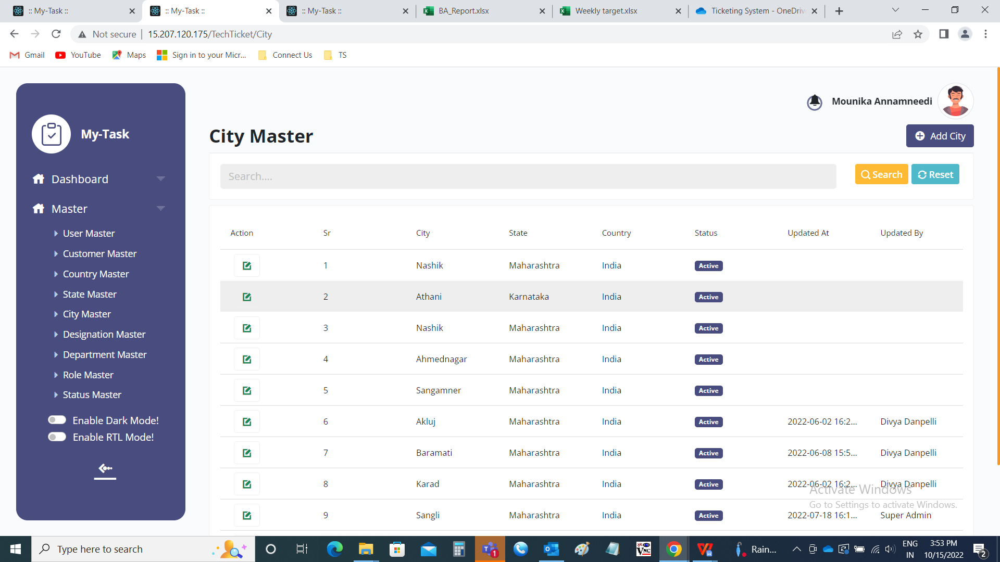 :: My-Task ::
:: My-Task ::
:: My-Task ::
BA_Report.xlsx
Weekly target.xlsx
Ticketing System - OneDriv
Not secure
15.207.120.175/TechTicket/City
Gmail
YouTube
Maps
Sign in to your Micr...
Connect Us
TS
My-Task
Dashboard
Master
User Master
Customer Master
Country Master
State Master
City Master
Designation Master
Department Master
Role Master
Status Master
Enable Dark Mode!
Enable RTL Mode!
Mounika Annamneedi
City Master
Add City
Search....
Search
Reset
Action Sr City State Country Status Updated At Updated By
1 Nashik Maharashtra India Active
2 Athani Karnataka India Active
3 Nashik Maharashtra India Active
4 Ahmednagar Maharashtra India Active
5 Sangamner Maharashtra India Active
6 Akluj Maharashtra India Active 2022-06-02 16:2... Divya Danpelli
7 Baramati Maharashtra India Active 2022-06-08 15:5... Divya Danpelli
8 Karad Maharashtra India Active 2022-06-02 16:2... Divya Danpelli
9 Sangli Maharashtra India Active 2022-07-18 16:1... Super Admin
Activate Windows
Go to Settings to activate Windows.
Type here to search
T
1
VNC
Rain...
ENG
IN
3:53 PM
10/15/2022
2